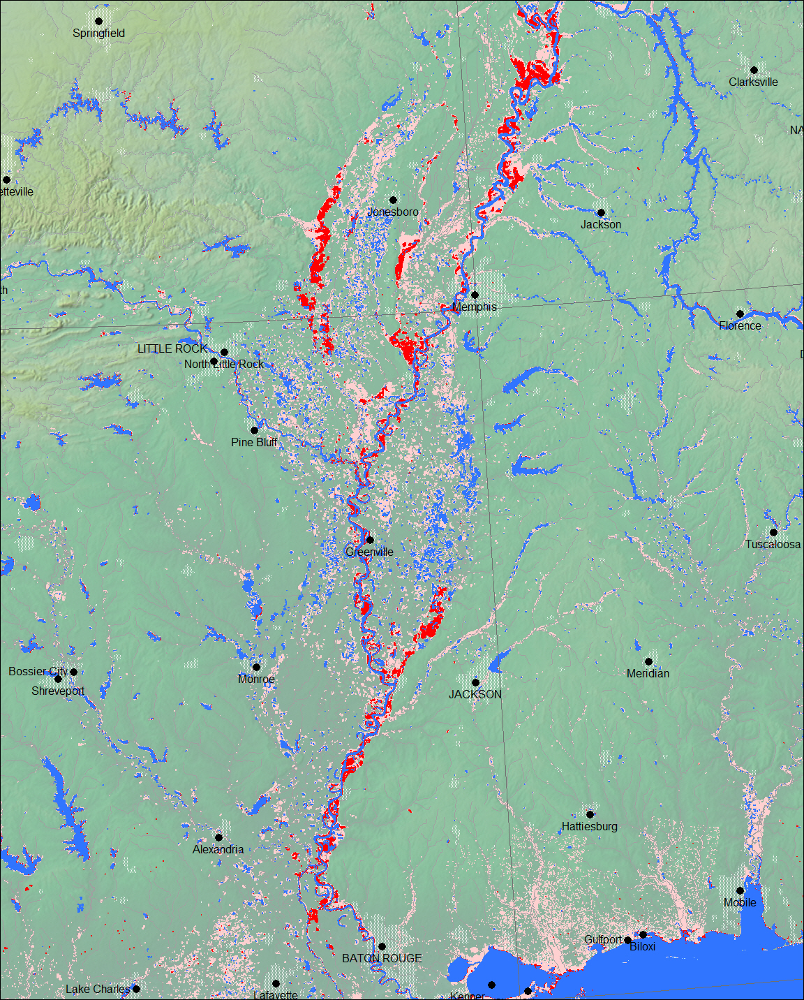 Springfield
Clarksville
NA
etteville
Jonesboro
Jackson
th
Memphis
Florence
LITTLE ROCK
North Little Rock
Pine Bluff
Tuscaloosa
Greenville
Bossier City
Shreveport
Monroe
Meridian
JACKSON
Hattiesburg
Alexandria
Mobile
Gulfport
Biloxi
BATON ROUGE
Lake Charles
Lafayette
Kenner